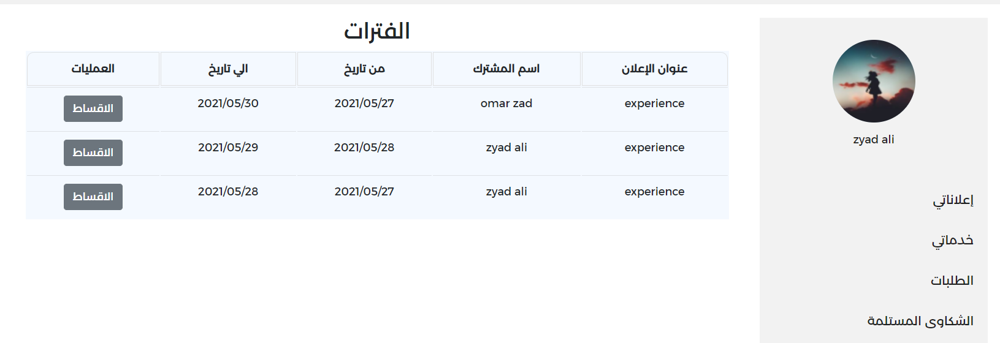 الفترات
عنوان الإعلان اسم المشترك من تاريخ الي تاريخ العمليات
experience omar zad 2021/05/27 2021/05/30 الاقساط
experience zyad ali 2021/05/28 2021/05/29 الاقساط
experience zyad ali 2021/05/27 2021/05/28 الاقساط
zyad ali
إعلاناتي
خدماتي
الطلبات
الشكاوى المستلمة